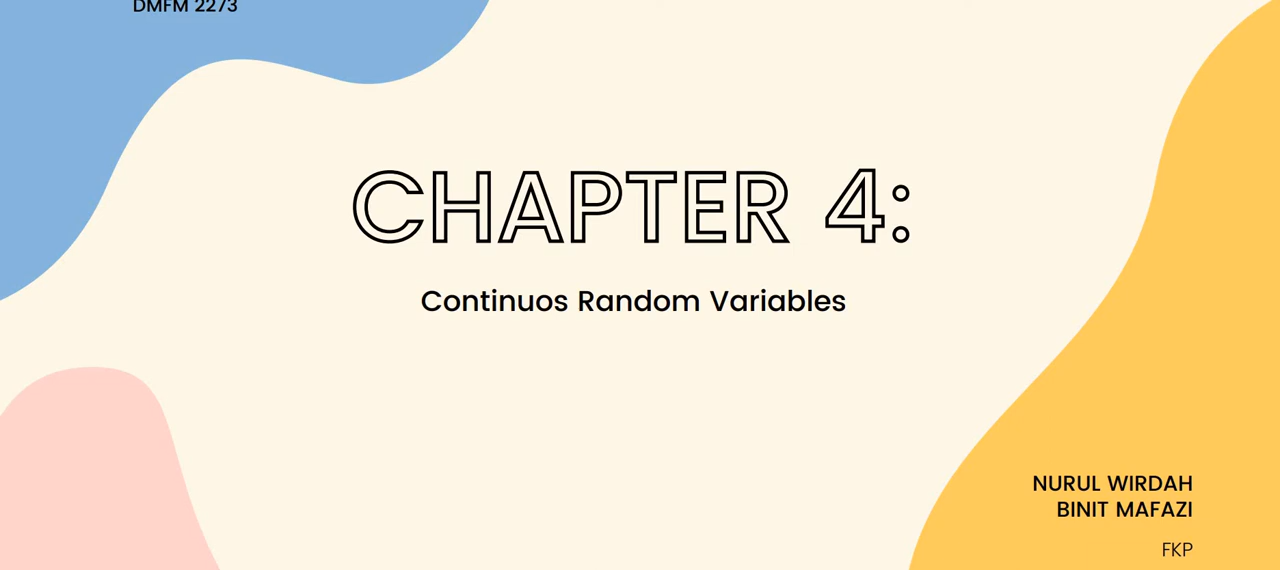 DMFM 2273
CHAPTER 4:
Continuos Random Variables
NURUL WIRDAH
BINIT MAFAZI
FKP